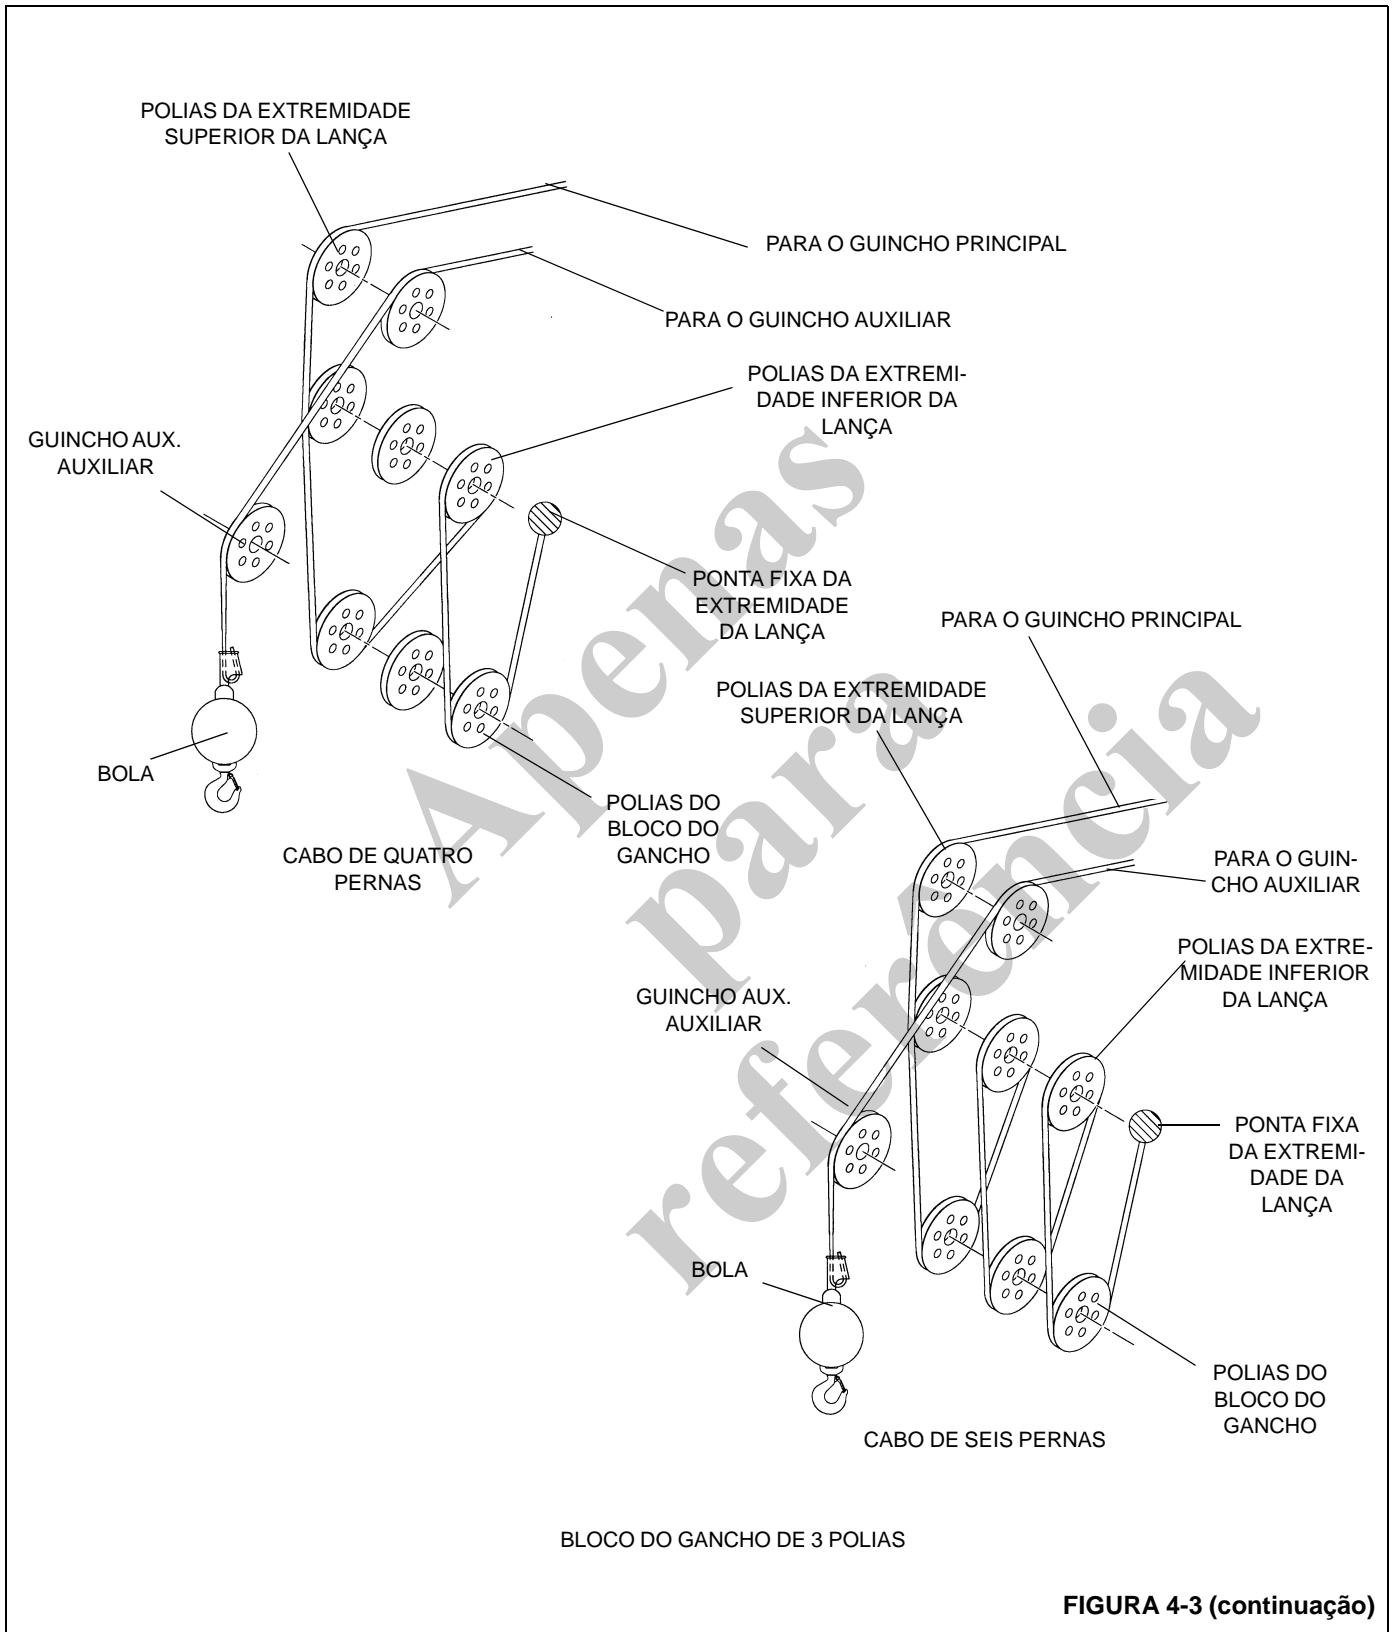 POLIAS DA EXTREMIDADE
SUPERIOR DA LANÇA
PARA O GUINCHO PRINCIPAL
PARA O GUINCHO AUXILIAR
POLIAS DA EXTREMI-
DADE INFERIOR DA
LANÇA
GUINCHO AUX.
AUXILIAR
PONTA FIXA DA
EXTREMIDADE
DA LANÇA
BOLA
POLIAS DO
BLOCO DO
GANCHO
CABO DE QUATRO
PERNAS
PARA O GUINCHO PRINCIPAL
POLIAS DA EXTREMIDADE
SUPERIOR DA LANÇA
PARA O GUIN-
CHO AUXILIAR
POLIAS DA EXTRE-
MIDADE INFERIOR
DA LANÇA
GUINCHO AUX.
AUXILIAR
PONTA FIXA
DA EXTREMI-
DADE DA
LANÇA
BOLA
POLIAS DO
BLOCO DO
GANCHO
CABO DE SEIS PERNAS
BLOCO DO GANCHO DE 3 POLIAS
FIGURA 4-3 (continuação)
Apenas
para
referência